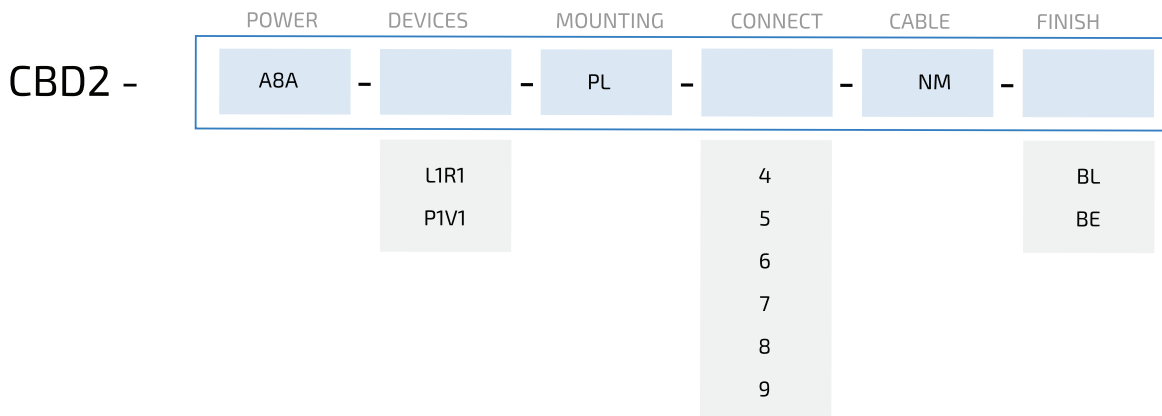 POWER DEVICES MOUNTING CONNECT CABLE FINISH
CBD2 - A8A - - PL - - NM -
L1R1 4 BL
P1V1 5 BE
6
7
8
9